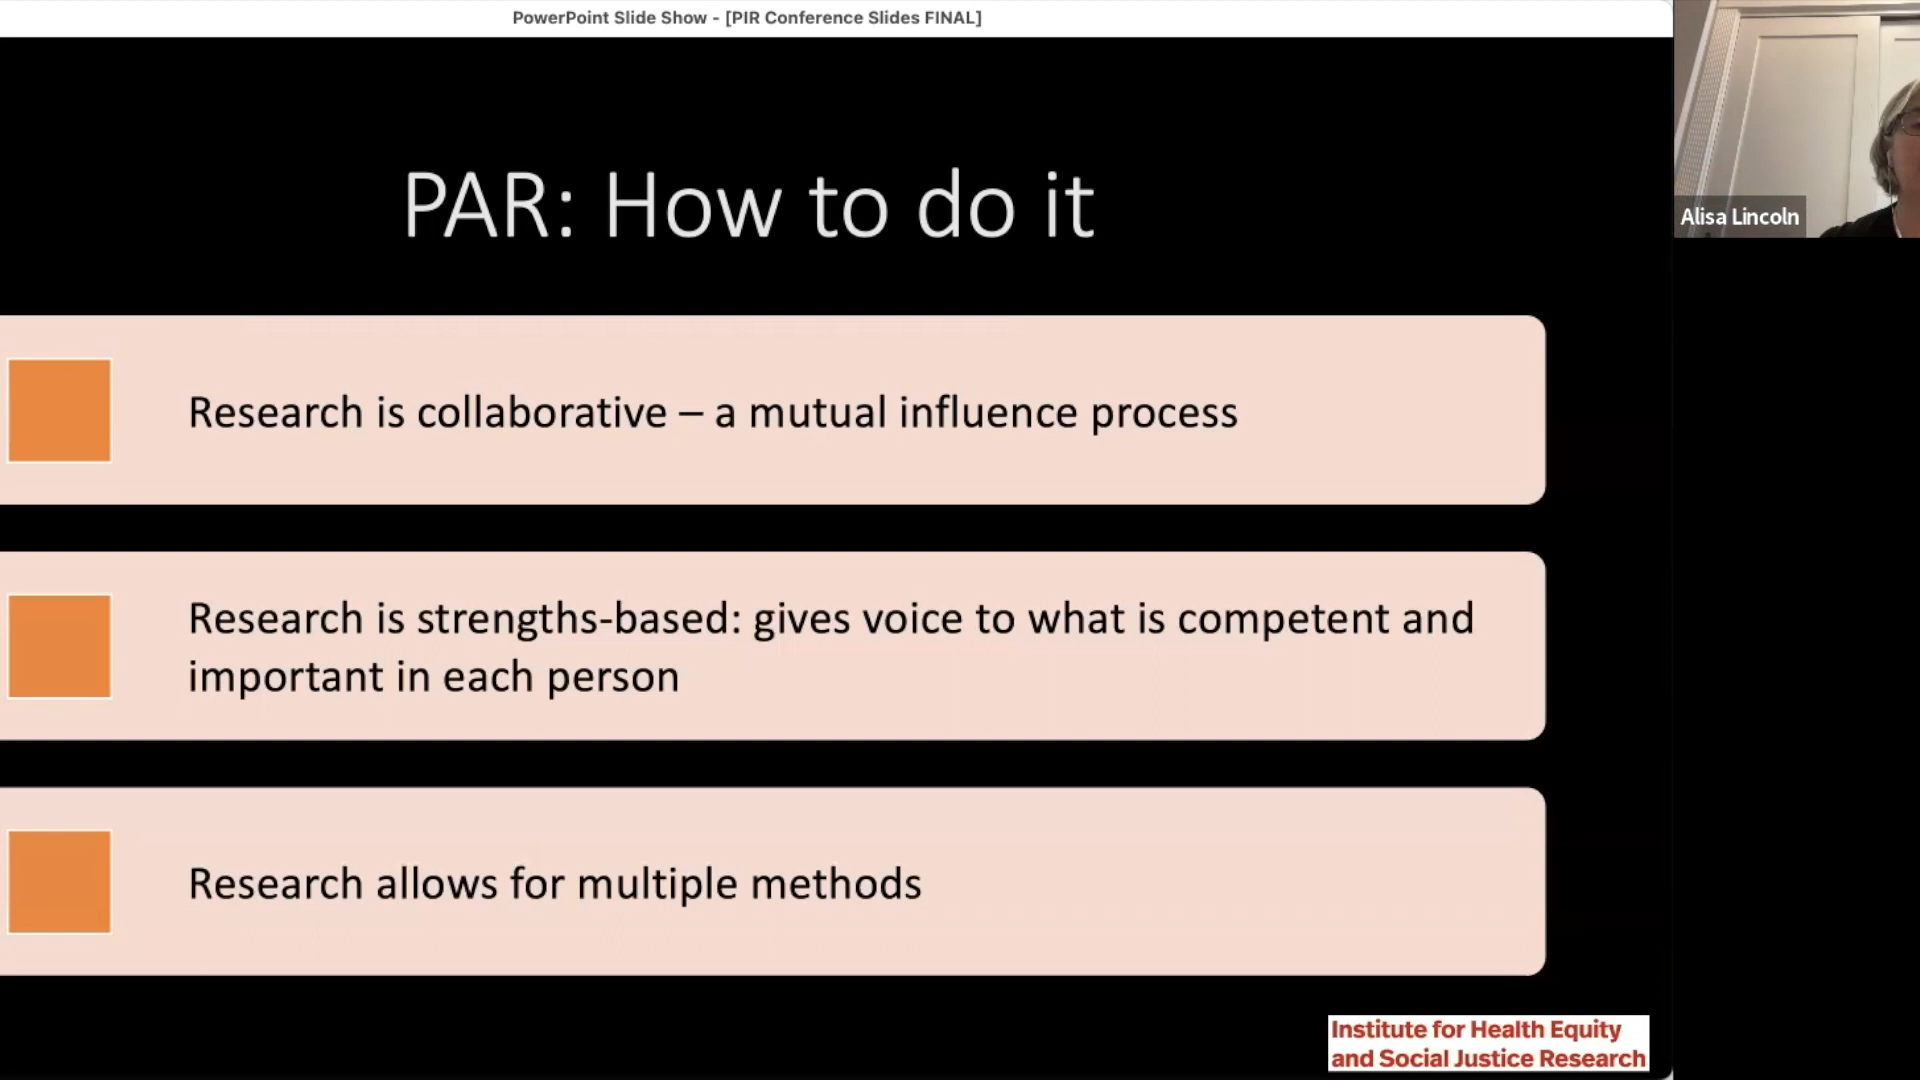 PowerPoint Slide Show - [PIR Conference Slides FINAL]
PAR: How to do it
Alisa Lincoln
Research is collaborative – a mutual influence process
Research is strengths-based: gives voice to what is competent and
important in each person
Research allows for multiple methods
Institute for Health Equity
and Social Justice Research